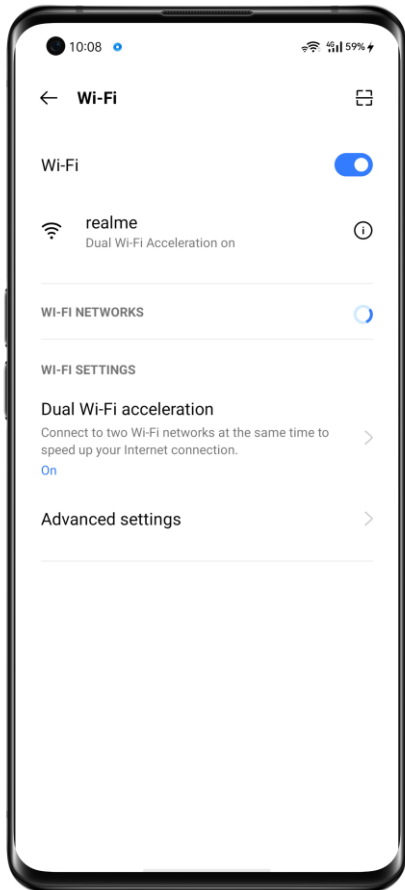 10:08 4G 59%
Wi-Fi
Wi-Fi
realme
Dual Wi-Fi Acceleration on
WI-FI NETWORKS
WI-FI SETTINGS
Dual Wi-Fi acceleration
Connect to two Wi-Fi networks at the same time to
speed up your Internet connection.
On
Advanced settings